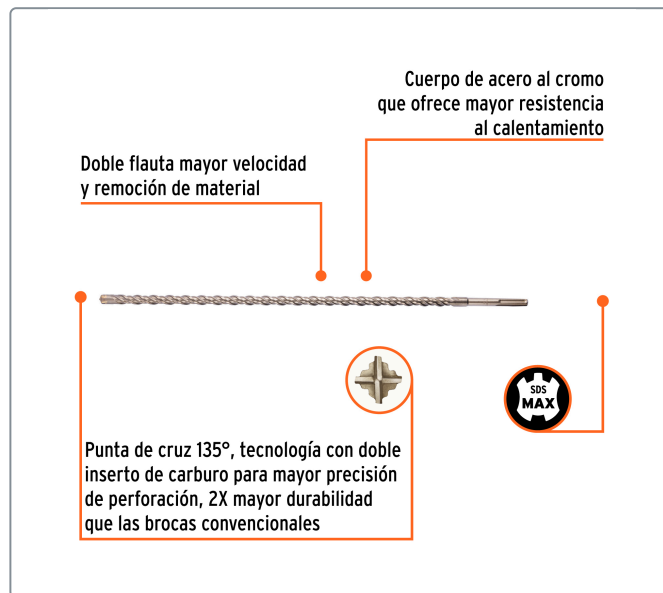 Cuerpo de acero al cromo
que ofrece mayor resistencia
al calentamiento
Doble flauta mayor velocidad
y remoción de material
SDS
MAX
Punta de cruz 135°, tecnología con doble
inserto de carburo para mayor precisión
de perforación, 2X mayor durabilidad
que las brocas convencionales